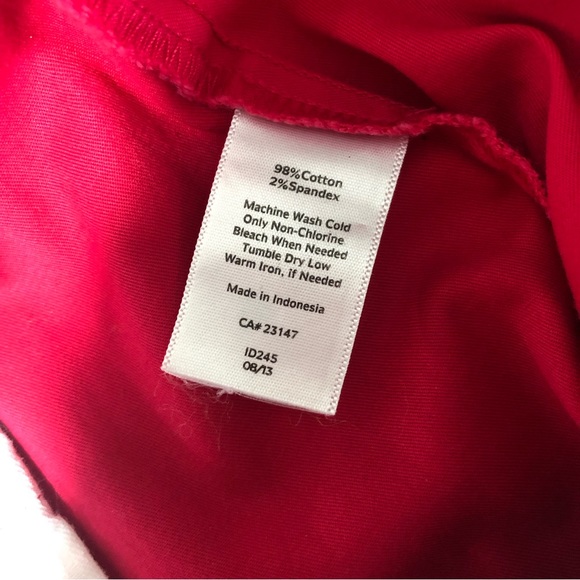 98%Cotton
2%Spandex
Machine Wash Cold
Only Non-Chlorine
Bleach When Needed
Tumble Dry Low
Warm Iron, if Needed
Made in Indonesia
CA# 23147
ID245
08/13